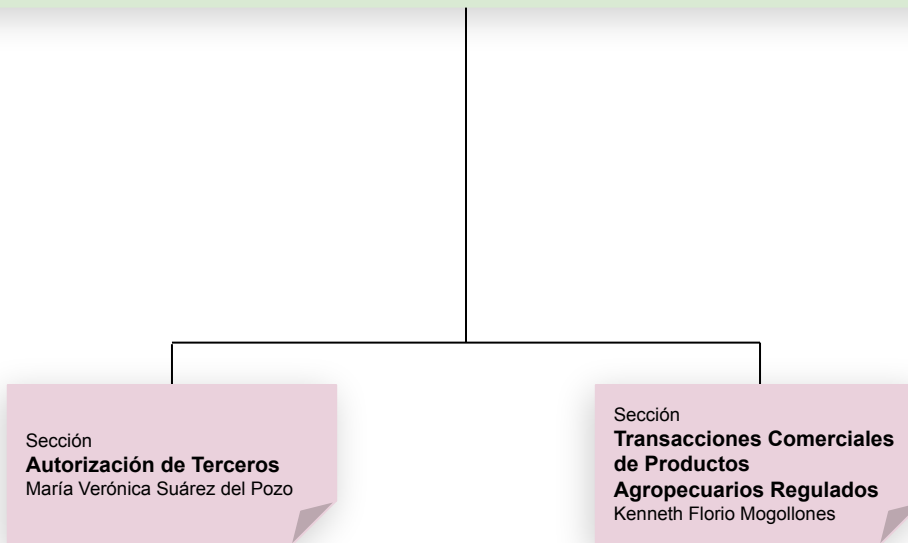 Sección
Autorización de Terceros
María Verónica Suárez del Pozo
Sección
Transacciones Comerciales
de Productos
Agropecuarios Regulados
Kenneth Florio Mogollones